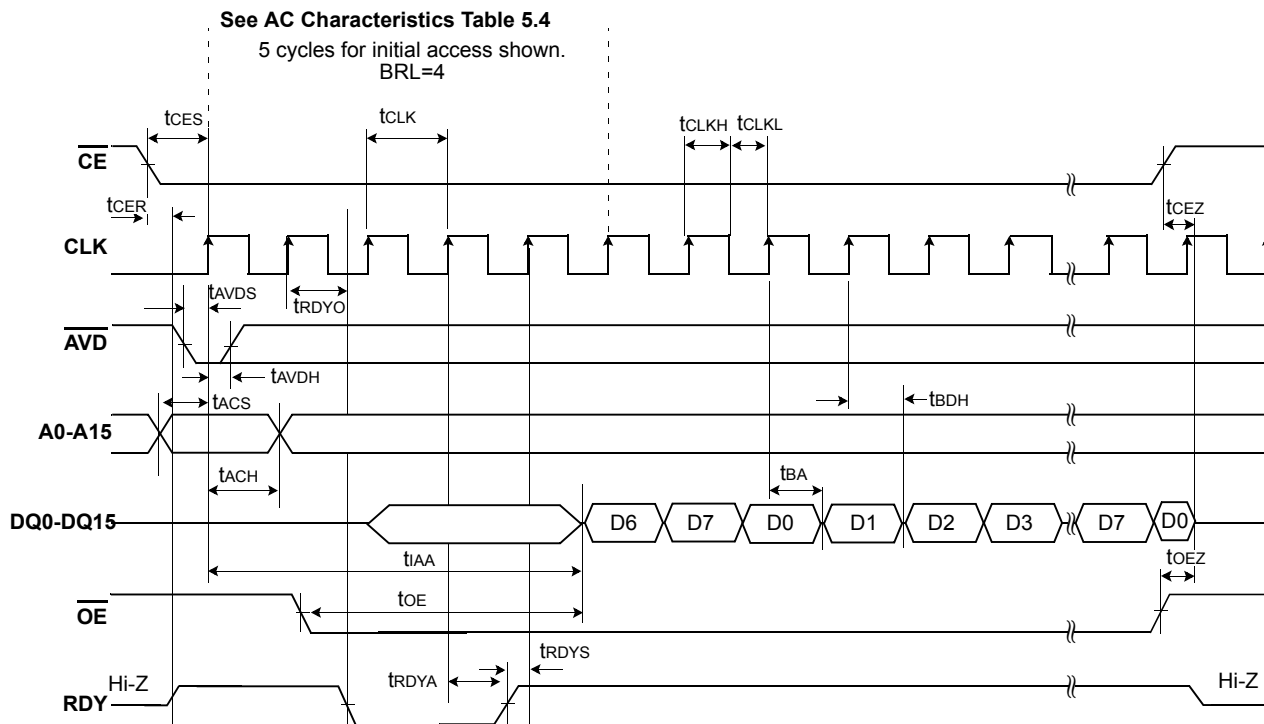 See AC Characteristics Table 5.4
5 cycles for initial access shown.
BRL=4
tCES
tCLK
tCLKH
tCLKL
CE
tCER
tCEZ
CLK
tAVDS
tRDYO
AVD
tAVDH
tACS
tBDH
A0-A15
tACH
tBA
DQ0-DQ15
D6
D7
D0
D1
D2
D3
D7
D0
tIAA
tOEZ
tOE
OE
tRDYS
tRDYA
Hi-Z
Hi-Z
RDY